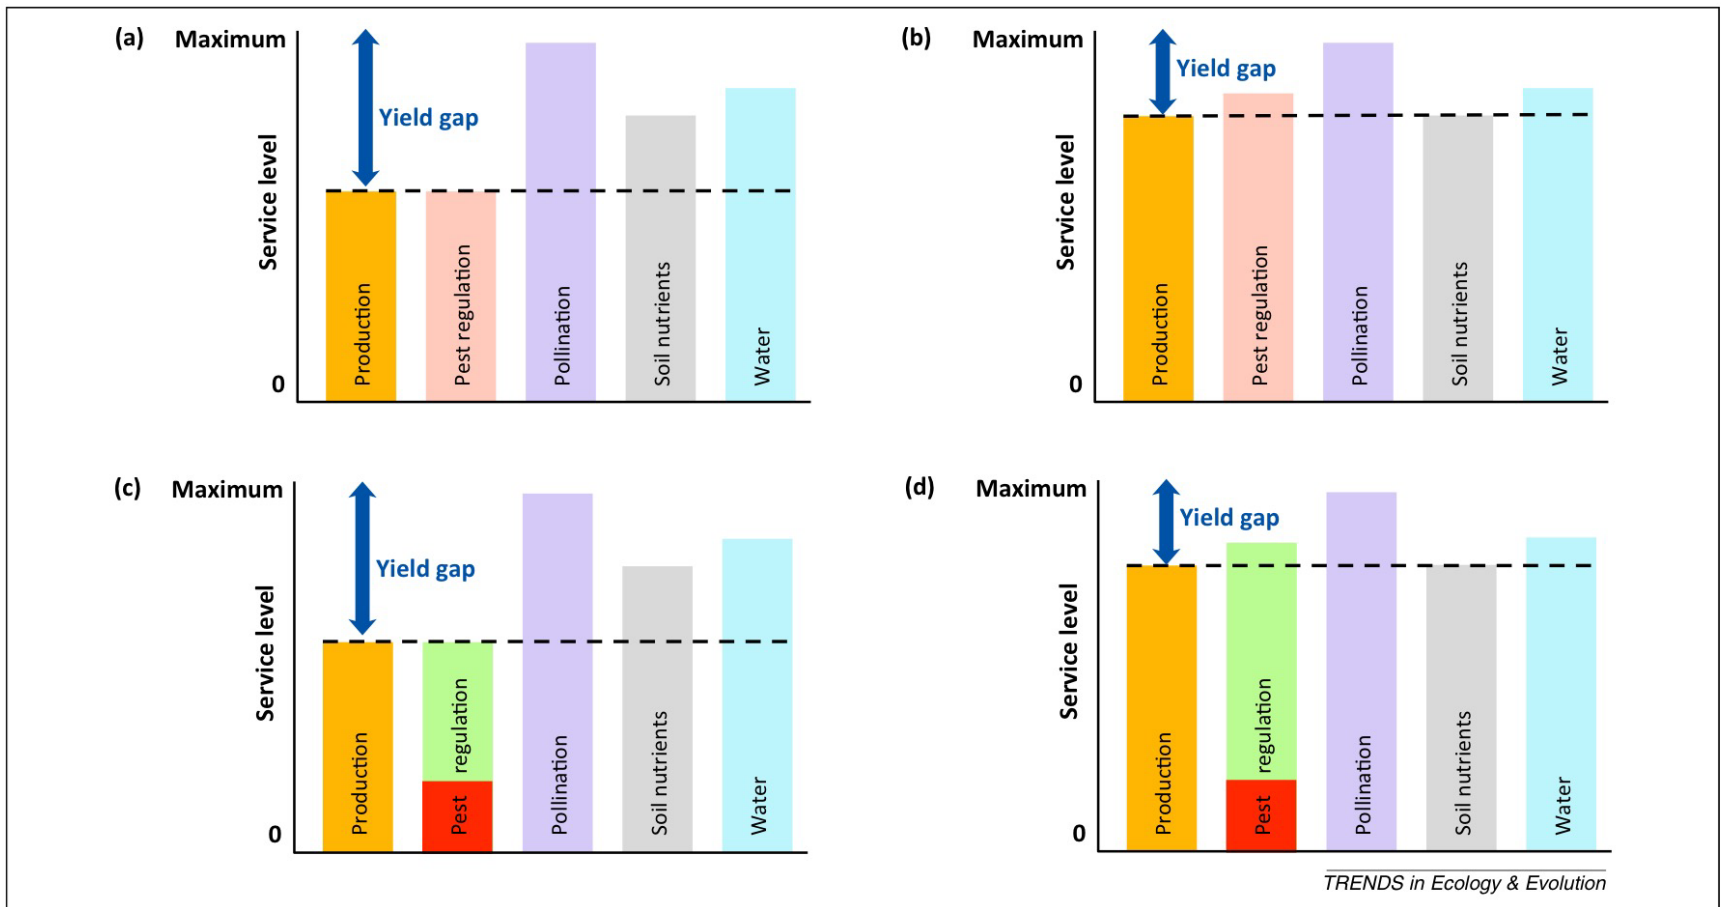 (a)
Maximum
Yield gap
Service level
0
Production
Pest regulation
Pollination
Soil nutrients
Water
(b)
Maximum
Yield gap
Service level
0
Production
Pest regulation
Pollination
Soil nutrients
Water
(c)
Maximum
Yield gap
Service level
0
Production
Pest regulation
Pollination
Soil nutrients
Water
(d)
Maximum
Yield gap
Service level
0
Production
Pest regulation
Pollination
Soil nutrients
Water
TRENDS in Ecology & Evolution